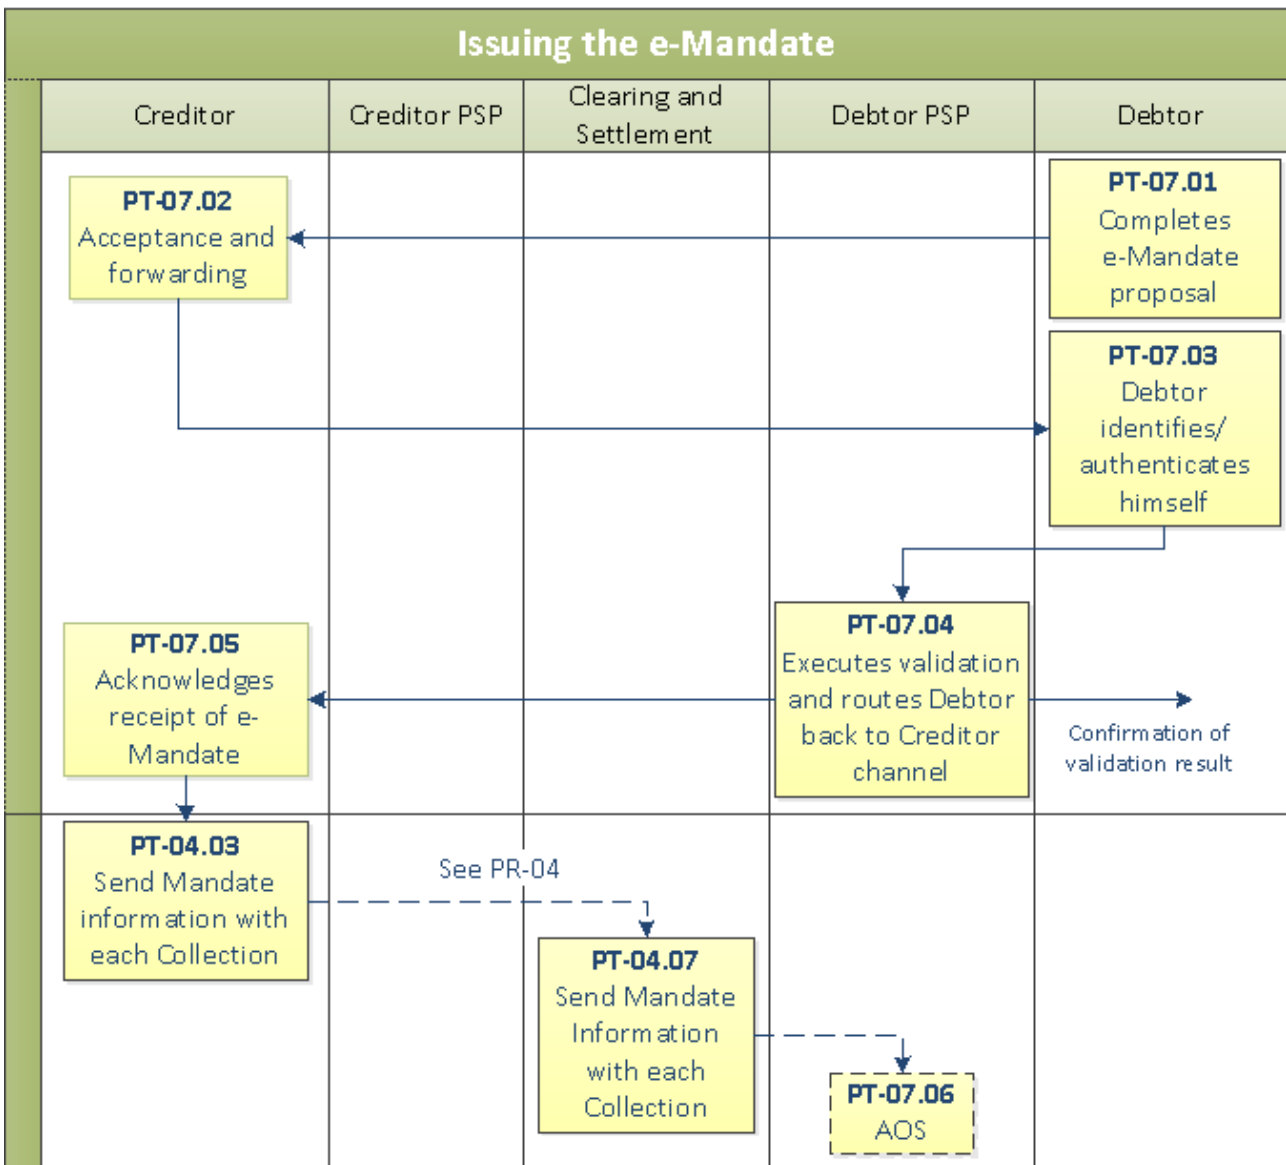 Issuing the e-Mandate
Creditor
Creditor PSP
Clearing and
Settlement
Debtor PSP
Debtor
PT-07.01
Completes
e-Mandate
proposal
PT-07.02
Acceptance and
forwarding
PT-07.03
Debtor
identifies/
authenticates
himself
PT-07.04
Executes validation
and routes Debtor
back to Creditor
channel
Confirmation of
validation result
PT-07.05
Acknowledges
receipt of e-
Mandate
PT-04.03
Send Mandate
information with
each Collection
See PR-04
PT-04.07
Send Mandate
Information
with each
Collection
PT-07.06
AOS